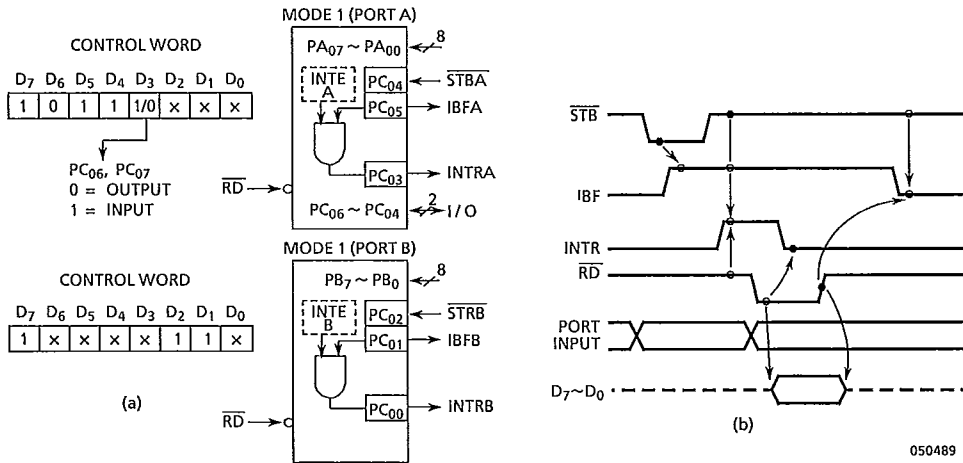 MODE 1 (PORT A)
CONTROL WORD
D7 D6 D5 D4 D3 D2 D1 D0
1 0 1 1 1/0 × × ×
PC06, PC07
0 = OUTPUT
1 = INPUT
PA07 ~ PA00
8
INTE
A
PC04
STBA
PC05
IBFA
PC03
INTRA
RD
PC06 ~ PC04
2
I/O
MODE 1 (PORT B)
CONTROL WORD
D7 D6 D5 D4 D3 D2 D1 D0
1 × × × × 1 1 ×
(a)
PB7 ~ PB0
8
INTE
B
PC02
STRB
PC01
IBFB
PC00
INTRB
RD
STB
IBF
INTR
RD
PORT
INPUT
D7~D0
(b)
050489